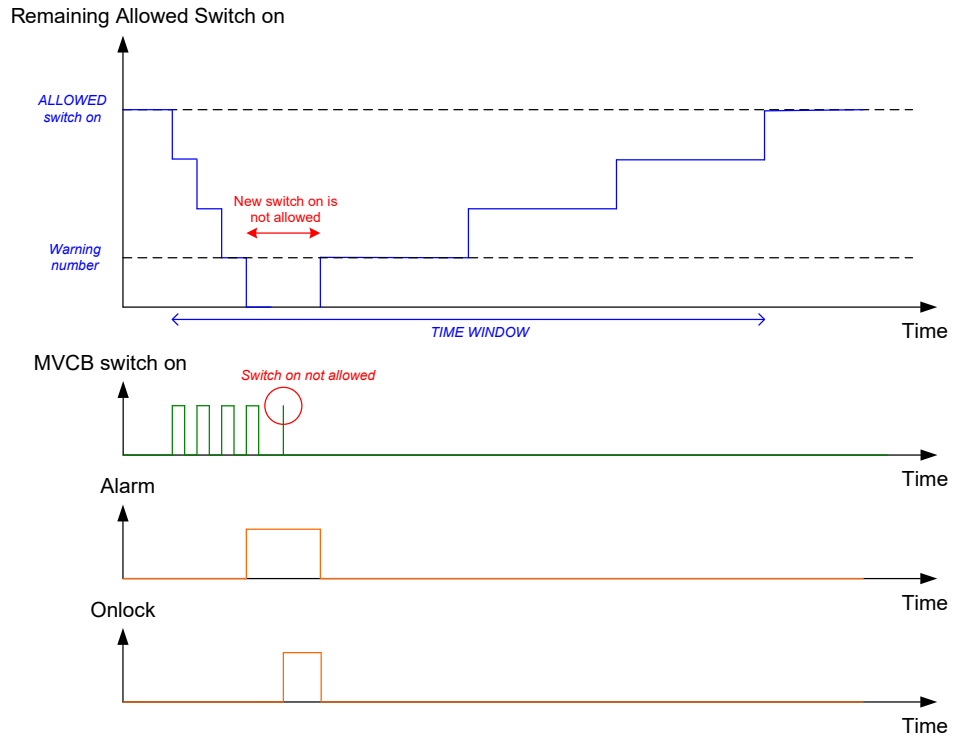 Remaining Allowed Switch on
ALLOWED
switch on
New switch on is
not allowed
Warning
number
Time
TIME WINDOW
MVCB switch on
Switch on not allowed
Time
Alarm
Time
Onlock
Time